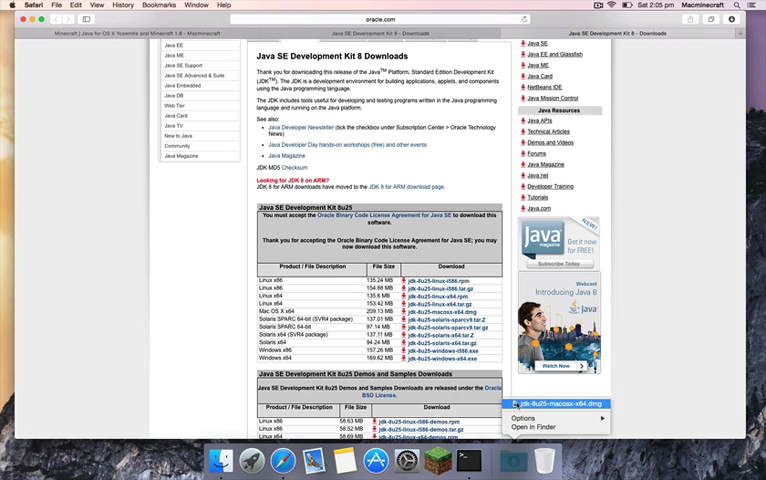 Safari File Edit View History Bookmarks Window Help
Sat 2:05 pm Macminecraft
oracle.com
Minecraft | Java for OS X Yosemite and Minecraft 1.8 - Macminecraft
Java SE Development Kit 8 - Downloads
Java SE Development Kit 8 - Downloads
Java EE
Java ME
Java SE Support
Java SE Advanced & Suite
Java Embedded
Java DB
Web Tier
Java Card
Java TV
New to Java
Community
Java Magazine
Java SE Development Kit 8 Downloads
Thank you for downloading this release of the Java™ Platform, Standard Edition Development Kit
(JDK™). The JDK is a development environment for building applications, applets, and components
using the Java programming language.
The JDK includes tools useful for developing and testing programs written in the Java programming
language and running on the Java platform.
See also:
Java Developer Newsletter (tick the checkbox under Subscription Center > Oracle Technology
News)
Java Developer Day hands-on workshops (free) and other events
Java Magazine
JDK MD5 Checksum
Looking for JDK 8 on ARM?
JDK 8 for ARM downloads have moved to the JDK 8 for ARM download page.
Java SE Development Kit 8u25
You must accept the Oracle Binary Code License Agreement for Java SE to download this
software.
Thank you for accepting the Oracle Binary Code License Agreement for Java SE; you may
now download this software.
Product / File Description File Size Download
Linux x86 135.24 MB jdk-8u25-linux-i586.rpm
Linux x86 154.88 MB jdk-8u25-linux-i586.tar.gz
Linux x64 135.6 MB jdk-8u25-linux-x64.rpm
Linux x64 153.42 MB jdk-8u25-linux-x64.tar.gz
Mac OS X x64 209.13 MB jdk-8u25-macosx-x64.dmg
Solaris SPARC 64-bit (SVR4 package) 137.01 MB jdk-8u25-solaris-sparcv9.tar.Z
Solaris SPARC 64-bit 97.14 MB jdk-8u25-solaris-sparcv9.tar.gz
Solaris x64 (SVR4 package) 137.11 MB jdk-8u25-solaris-x64.tar.Z
Solaris x64 94.24 MB jdk-8u25-solaris-x64.tar.gz
Windows x86 157.26 MB jdk-8u25-windows-i586.exe
Windows x64 169.62 MB jdk-8u25-windows-x64.exe
Java SE Development Kit 8u25 Demos and Samples Downloads
Java SE Development Kit 8u25 Demos and Samples Downloads are released under the Oracle
BSD License.
Product / File Description File Size Download
Linux x86 58.63 MB jdk-8u25-linux-i586-demos.rpm
Linux x86 58.52 MB jdk-8u25-linux-i586-demos.tar.gz
Linux x64 58.69 MB jdk-8u25-linux-x64-demos.rpm
Java SE
Java EE and Glassfish
Java ME
Java Card
NetBeans IDE
Java Mission Control
Java Resources
Java APIs
Technical Articles
Demos and Videos
Forums
Java Magazine
Java.net
Developer Training
Tutorials
Java.com
NEW!
Java
magazine
Get it now
for FREE!
Subscribe Today
Webcast
Introducing Java 8
Java
Watch Now
jdk-8u25-macosx-x64.dmg
Options
Open in Finder